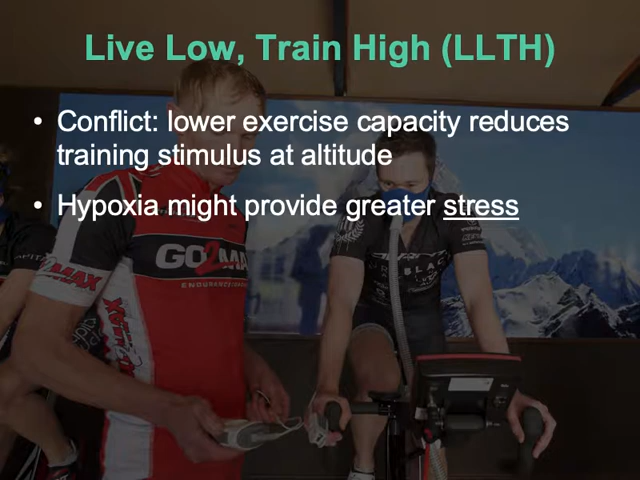 Live Low, Train High (LLTH)
• Conflict: lower exercise capacity reduces
training stimulus at altitude
• Hypoxia might provide greater stress
GO2MAX
ENDURANCE